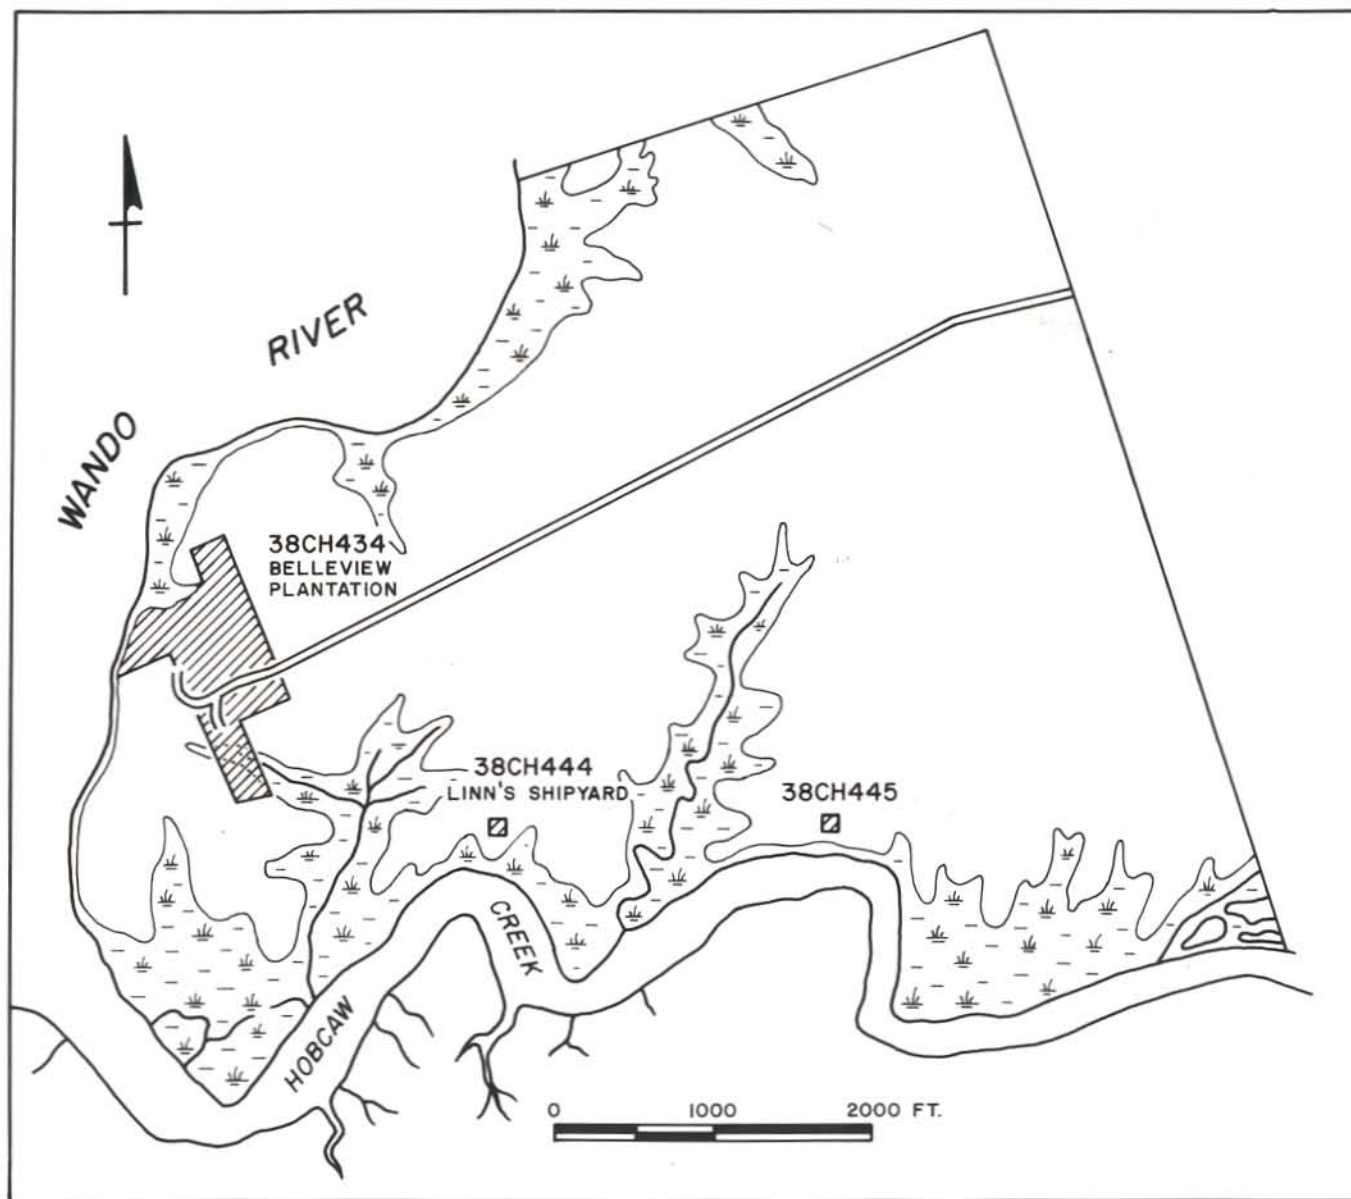 WANDO
RIVER
38CH434
BELLEVIEW
PLANTATION
38CH444
LINN'S SHIPYARD
38CH445
HOBCAW
CREEK
0 1000 2000 FT.